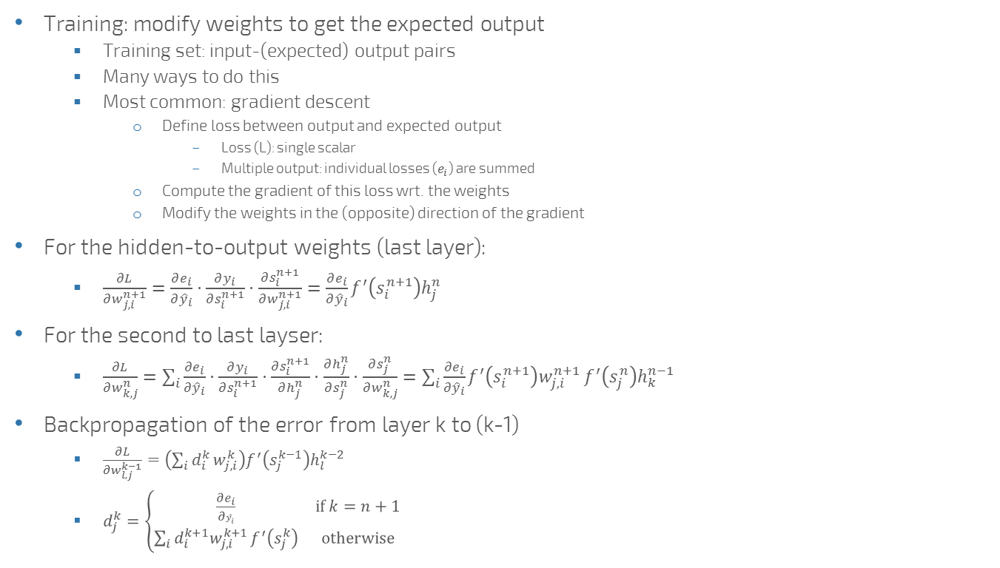 • Training: modify weights to get the expected output
▪ Training set: input-(expected) output pairs
▪ Many ways to do this
▪ Most common: gradient descent
o Define loss between output and expected output
– Loss (L): single scalar
– Multiple output: individual losses (eᵢ) are summed
o Compute the gradient of this loss wrt. the weights
o Modify the weights in the (opposite) direction of the gradient
• For the hidden-to-output weights (last layer):
▪ $\frac{\partial L}{\partial w_{j,i}^{n+1}} = \frac{\partial e_i}{\partial \hat{y}_i} \cdot \frac{\partial y_i}{\partial s_i^{n+1}} \cdot \frac{\partial s_i^{n+1}}{\partial w_{j,i}^{n+1}} = \frac{\partial e_i}{\partial \hat{y}_i} f'(s_i^{n+1}) h_j^n$
• For the second to last layser:
▪ $\frac{\partial L}{\partial w_{k,j}^{n}} = \sum_i \frac{\partial e_i}{\partial \hat{y}_i} \cdot \frac{\partial y_i}{\partial s_i^{n+1}} \cdot \frac{\partial s_i^{n+1}}{\partial h_j^n} \cdot \frac{\partial h_j^n}{\partial s_j^n} \cdot \frac{\partial s_j^n}{\partial w_{k,j}^n} = \sum_i \frac{\partial e_i}{\partial \hat{y}_i} f'(s_i^{n+1}) w_{j,i}^{n+1} f'(s_j^n) h_k^{n-1}$
• Backpropagation of the error from layer k to (k-1)
▪ $\frac{\partial L}{\partial w_{l,j}^{k-1}} = (\sum_i d_i^k w_{j,i}^k) f'(s_j^{k-1}) h_l^{k-2}$
▪ $d_j^k = \begin{cases} \frac{\partial e_i}{\partial \hat{y}_i} & \text{if } k = n + 1 \\ \sum_i d_i^{k+1} w_{j,i}^{k+1} f'(s_j^k) & \text{otherwise} \end{cases}$